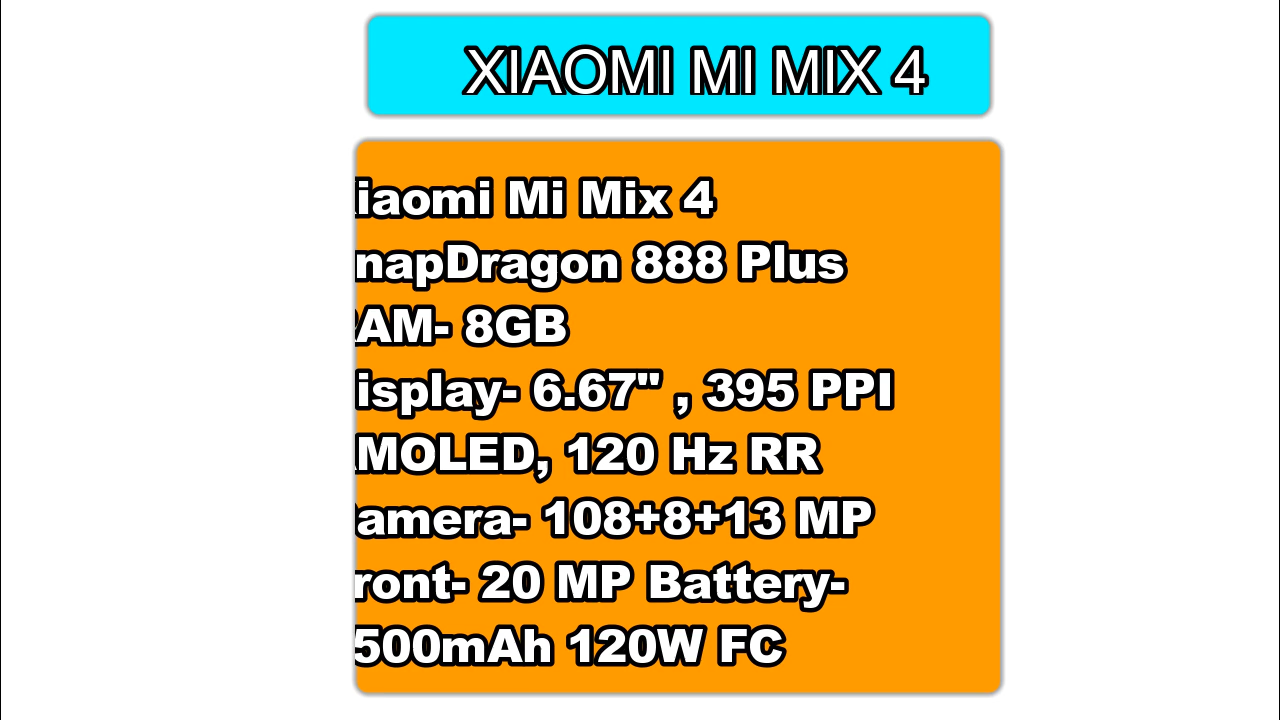 XIAOMI MI MIX 4
iaomi Mi Mix 4
napDragon 888 Plus
AM- 8GB
isplay- 6.67" , 395 PPI
MOLED, 120 Hz RR
amera- 108+8+13 MP
ront- 20 MP Battery-
500mAh 120W FC